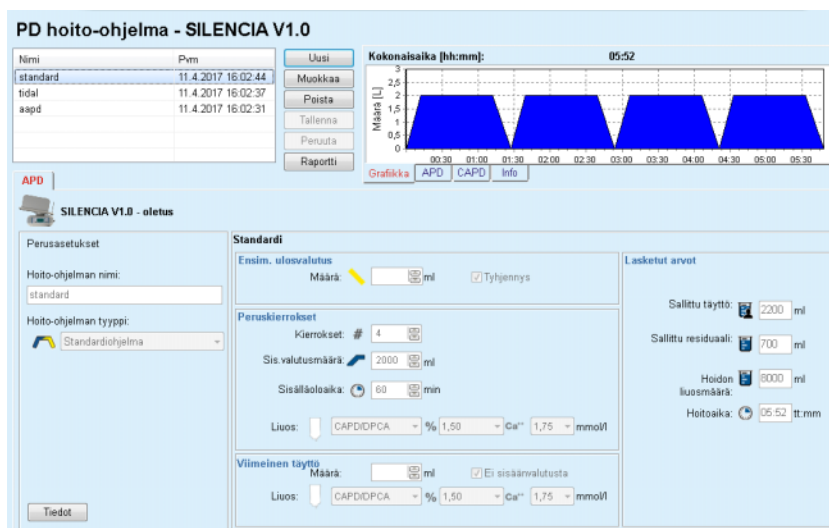 PD hoito-ohjelma - SILENCIA V1.0
Nimi Pvm
standard 11.4.2017 16:02:44
tidal 11.4.2017 16:02:37
aapd 11.4.2017 16:02:31
Uusi
Muokkaa
Poista
Tallenna
Peruuta
Raportti
Kokonaisaika [hh:mm]: 05:52
Määrä [L]
3
2,5
2
1,5
1
0,5
0
00:30 01:00 01:30 02:00 02:30 03:00 03:30 04:00 04:30 05:00 05:30
Grafiikka APD CAPD Info
APD
SILENCIA V1.0 - oletus
Perusasetukset
Hoito-ohjelman nimi:
standard
Hoito-ohjelman tyyppi:
Standardiohjelma
Tiedot
Standardi
Ensim. ulosvalutus
Määrä: ml Tyhjennys
Peruskierrokset
Kierrokset: # 4
Sis.valutusmäärä: 2000 ml
Sisälläoloaika: 60 min
Liuos: CAPD/DPCA % 1,50 Ca++ 1,75 mmol/l
Viimeinen täyttö
Määrä: ml Ei sisäänvalutusta
Liuos: CAPD/DPCA % 1,50 Ca++ 1,75 mmol/l
Lasketut arvot
Sallittu täyttö: 2200 ml
Sallittu residuaali: 700 ml
Hoidon liuosmäärä: 8000 ml
Hoitoaika: 05:52 tt:mm